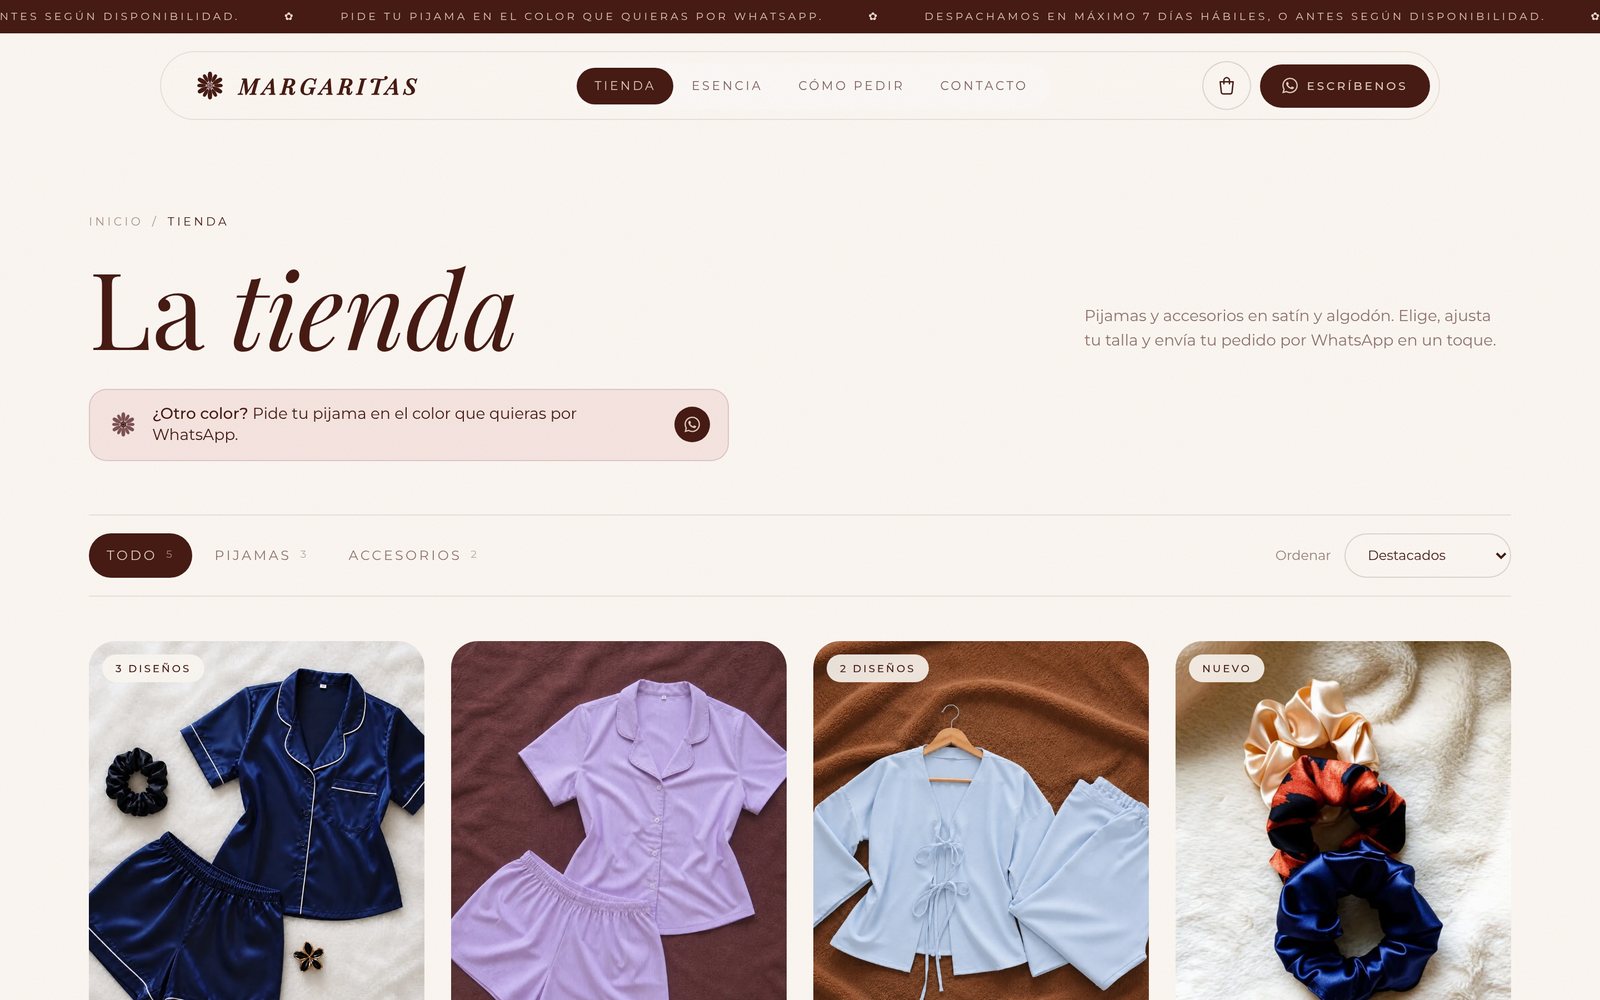 NTES SEGÚN DISPONIBILIDAD. ✿ PIDE TU PIJAMA EN EL COLOR QUE QUIERAS POR WHATSAPP. ✿ DESPACHAMOS EN MÁXIMO 7 DÍAS HÁBILES, O ANTES SEGÚN DISPONIBILIDAD. ✿
MARGARITAS
TIENDA ESENCIA CÓMO PEDIR CONTACTO
ESCRÍBENOS
INICIO / TIENDA
La tienda
Pijamas y accesorios en satín y algodón. Elige, ajusta
tu talla y envía tu pedido por WhatsApp en un toque.
¿Otro color? Pide tu pijama en el color que quieras por
WhatsApp.
TODO 5 PIJAMAS 3 ACCESORIOS 2
Ordenar Destacados
3 DISEÑOS
2 DISEÑOS
NUEVO